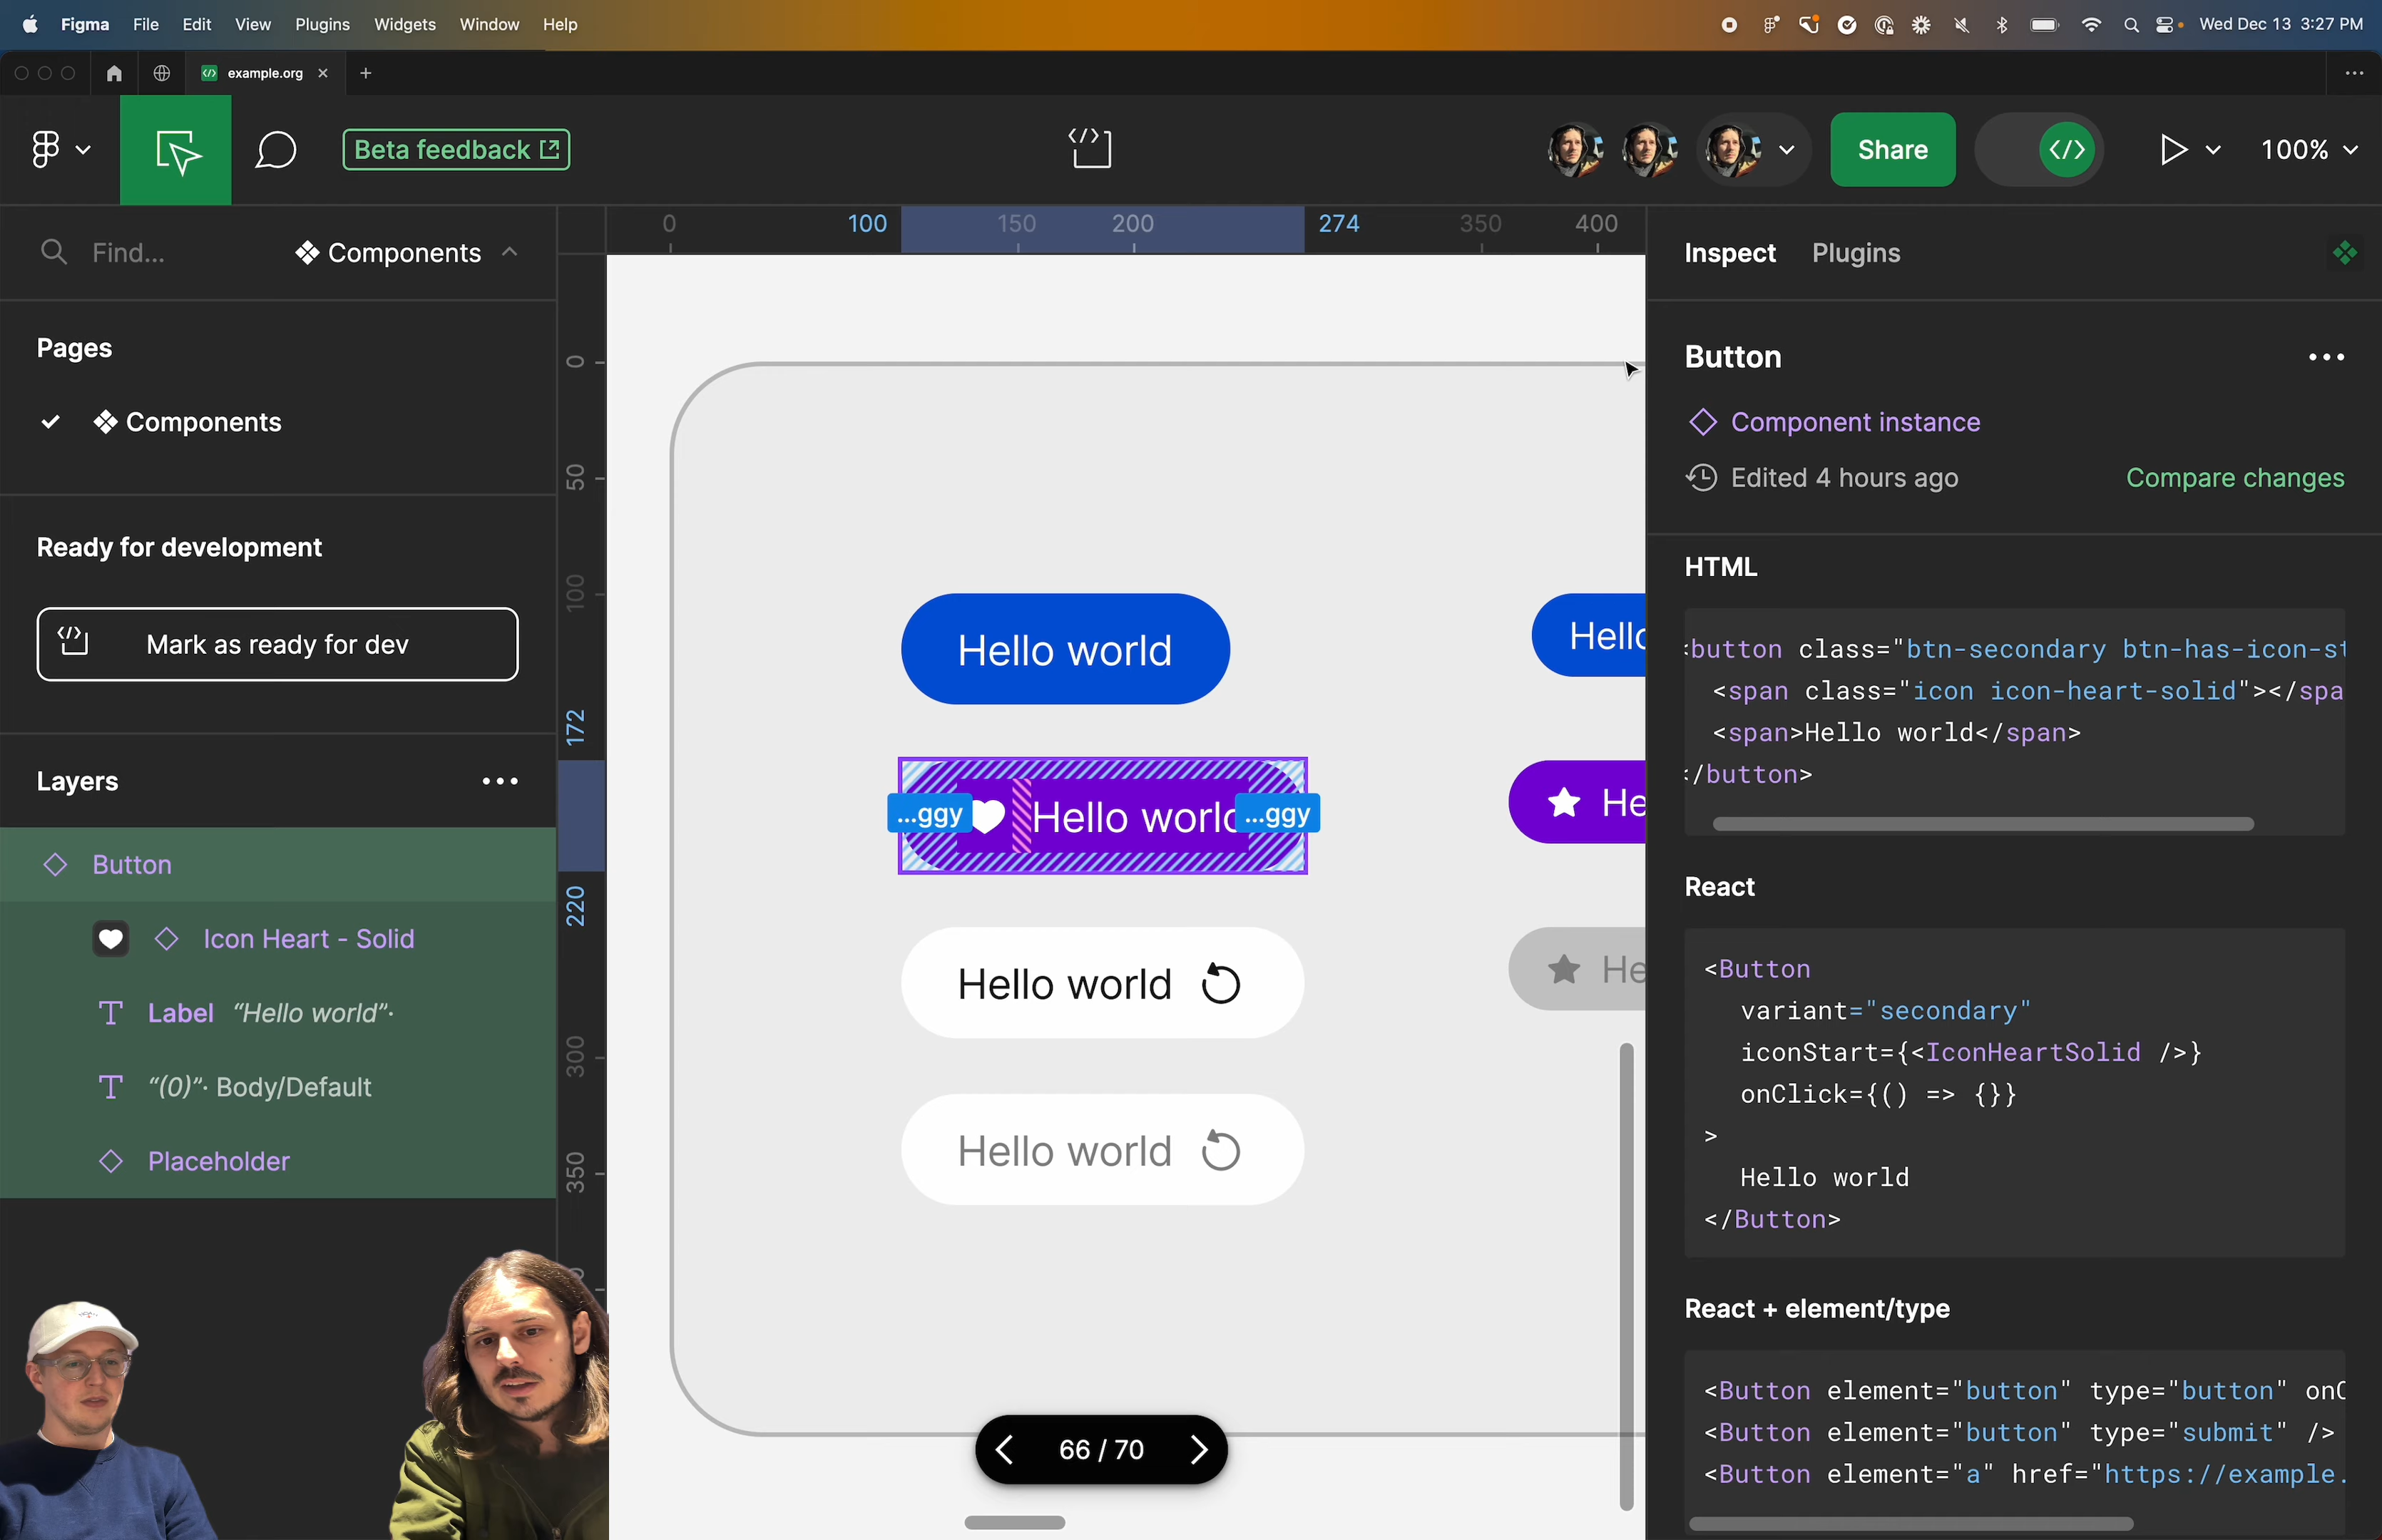 Figma File Edit View Plugins Widgets Window Help Wed Dec 13 3:27 PM
example.org
Beta feedback
Share
100%
Find...
Components
Pages
Components
Ready for development
Mark as ready for dev
Layers
Button
Icon Heart - Solid
Label "Hello world"·
"(0)"· Body/Default
Placeholder
0 100 150 200 274 350 400
0
50
100
172
220
300
350
Hello world
Hello
...ggy Hello world ...ggy
He
Hello world
He
Hello world
66 / 70
Inspect Plugins
Button
Component instance
Edited 4 hours ago Compare changes
HTML
button class="btn-secondary btn-has-icon-st
<span class="icon icon-heart-solid"></spa
<span>Hello world</span>
/button>
React
<Button
variant="secondary"
iconStart={<IconHeartSolid />}
onClick={() => {}}
>
Hello world
</Button>
React + element/type
<Button element="button" type="button" onC
<Button element="button" type="submit" />
<Button element="a" href="https://example.